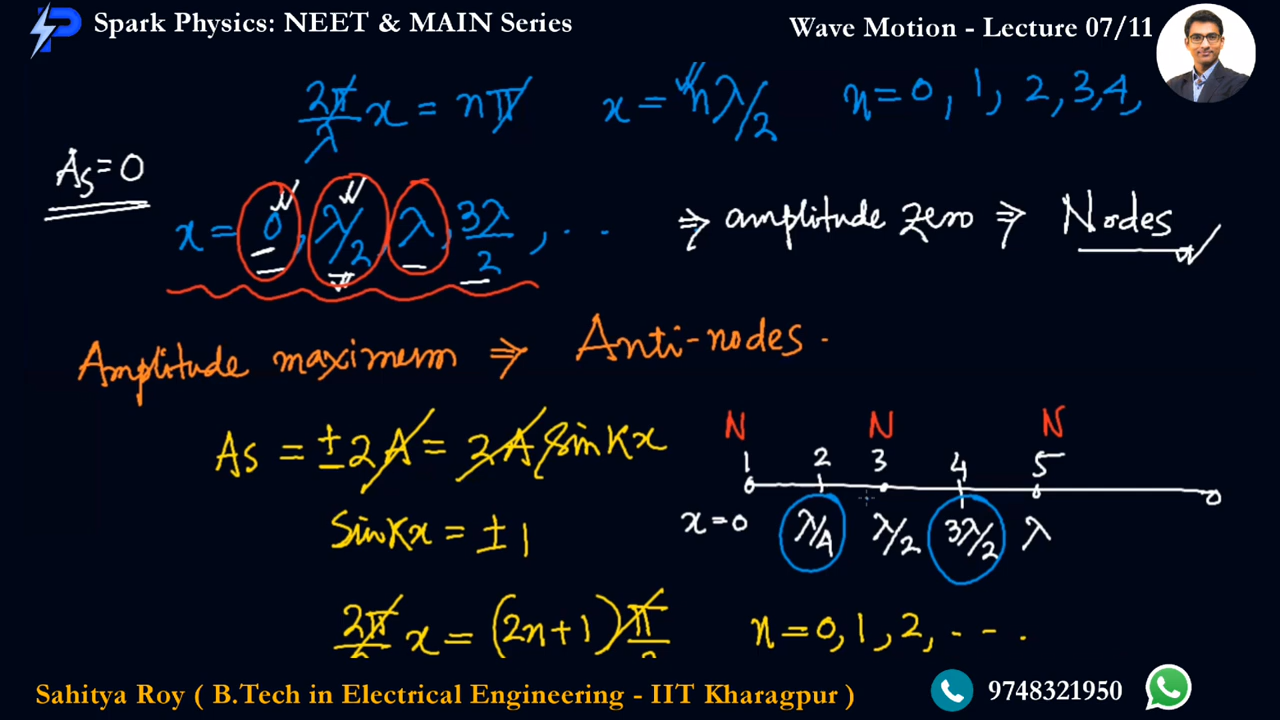 Spark Physics: NEET & MAIN Series
Wave Motion - Lecture 07/11
2π/λ x = nπ x = nλ/2 n = 0, 1, 2, 3, 4,
As = 0
x = 0, λ/2, λ, 3λ/2, ... ⇒ amplitude zero ⇒ Nodes
Amplitude maximum ⇒ Anti-nodes.
As = ±2A = 2A sin Kx
N N N
1 2 3 4 5
x = 0 λ/4 λ/2 3λ/2 λ
sin Kx = ± 1
2π/λ x = (2n+1) π/2 n = 0, 1, 2, ....
Sahitya Roy ( B.Tech in Electrical Engineering - IIT Kharagpur )
9748321950